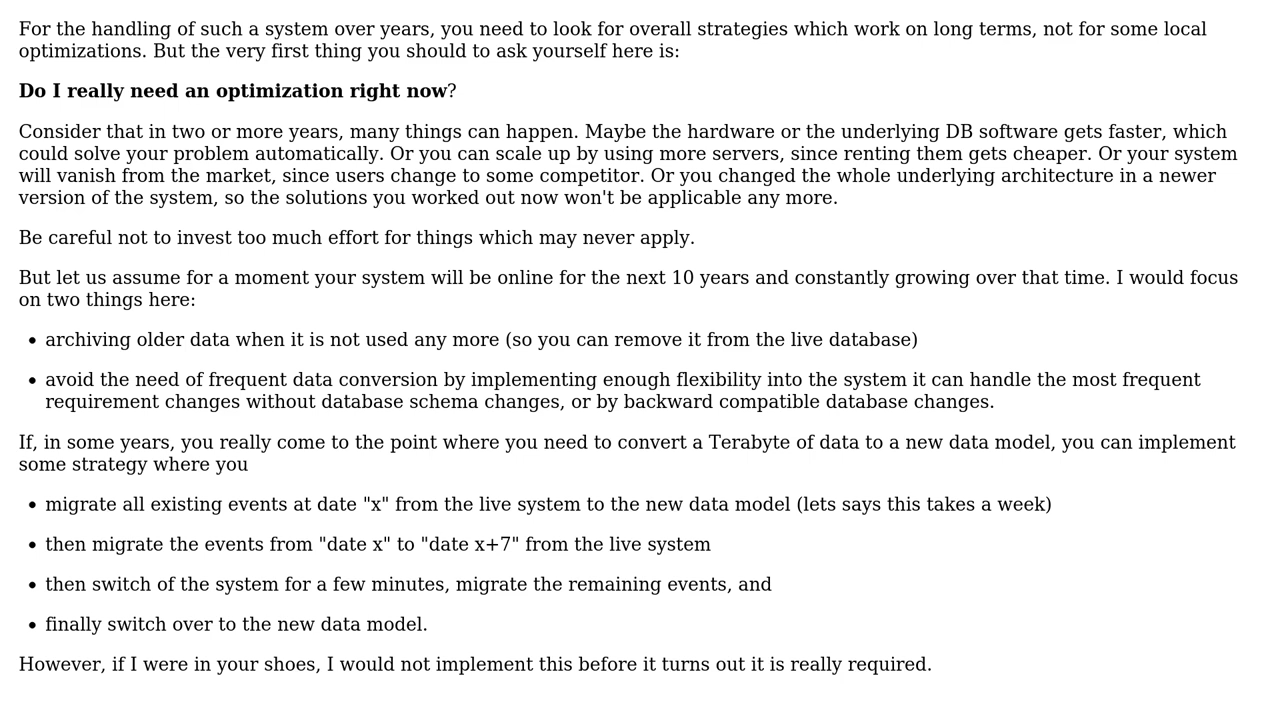 For the handling of such a system over years, you need to look for overall strategies which work on long terms, not for some local
optimizations. But the very first thing you should to ask yourself here is:
Do I really need an optimization right now?
Consider that in two or more years, many things can happen. Maybe the hardware or the underlying DB software gets faster, which
could solve your problem automatically. Or you can scale up by using more servers, since renting them gets cheaper. Or your system
will vanish from the market, since users change to some competitor. Or you changed the whole underlying architecture in a newer
version of the system, so the solutions you worked out now won't be applicable any more.
Be careful not to invest too much effort for things which may never apply.
But let us assume for a moment your system will be online for the next 10 years and constantly growing over that time. I would focus
on two things here:
• archiving older data when it is not used any more (so you can remove it from the live database)
• avoid the need of frequent data conversion by implementing enough flexibility into the system it can handle the most frequent
requirement changes without database schema changes, or by backward compatible database changes.
If, in some years, you really come to the point where you need to convert a Terabyte of data to a new data model, you can implement
some strategy where you
• migrate all existing events at date "x" from the live system to the new data model (lets says this takes a week)
• then migrate the events from "date x" to "date x+7" from the live system
• then switch of the system for a few minutes, migrate the remaining events, and
• finally switch over to the new data model.
However, if I were in your shoes, I would not implement this before it turns out it is really required.